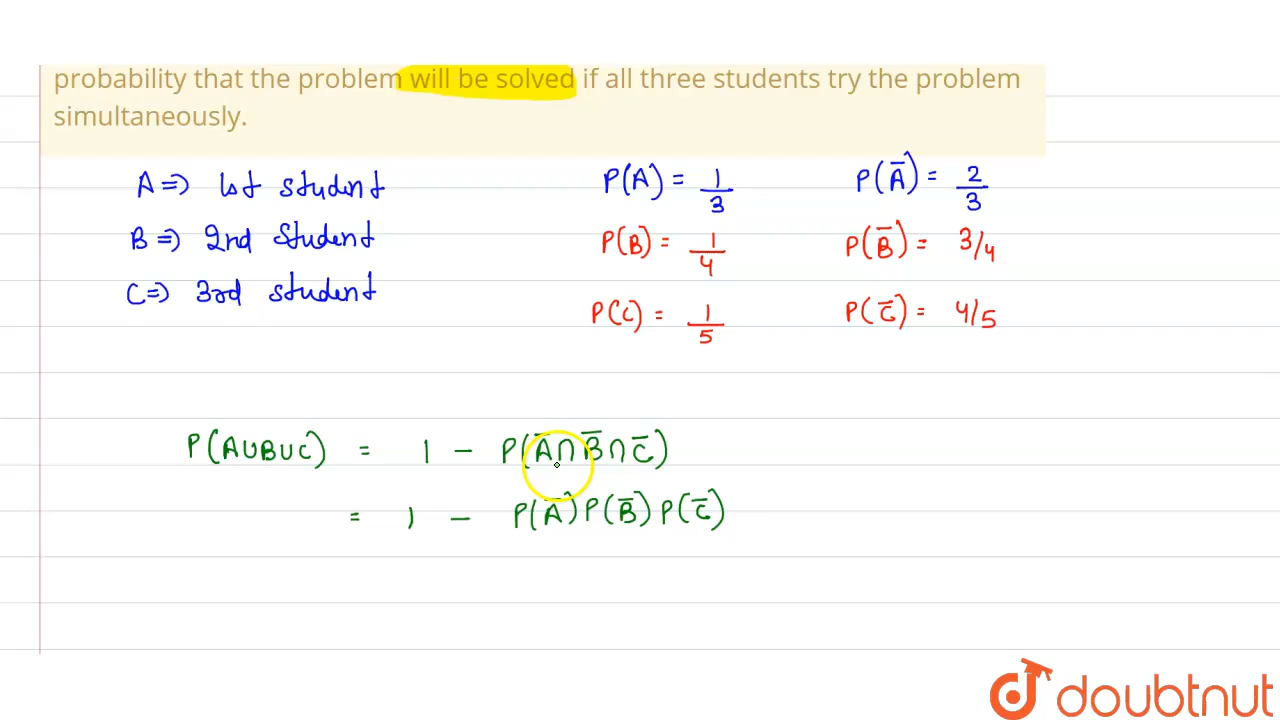 probability that the problem will be solved if all three students try the problem
simultaneously.
A => 1st student P(A) = 1/3 P(A̅) = 2/3
B => 2nd Student P(B) = 1/4 P(B̅) = 3/4
C => 3rd student P(C) = 1/5 P(C̅) = 4/5
P(A∪B∪C) = 1 - P(A̅∩B̅∩C̅)
= 1 - P(A̅)P(B̅)P(C̅)
doubtnut